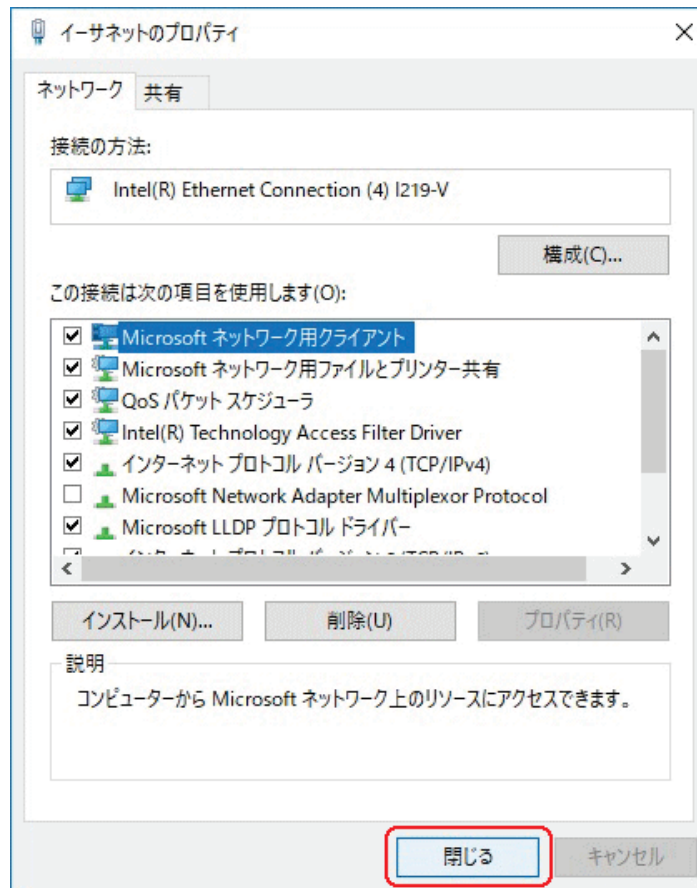 イーサネットのプロパティ
ネットワーク 共有
接続の方法:
Intel(R) Ethernet Connection (4) I219-V
構成(C)...
この接続は次の項目を使用します(O):
Microsoft ネットワーク用クライアント
Microsoft ネットワーク用ファイルとプリンター共有
QoS パケット スケジューラ
Intel(R) Technology Access Filter Driver
インターネット プロトコル バージョン 4 (TCP/IPv4)
Microsoft Network Adapter Multiplexor Protocol
Microsoft LLDP プロトコル ドライバー
インストール(N)... 削除(U) プロパティ(R)
説明
コンピューターから Microsoft ネットワーク上のリソースにアクセスできます。
閉じる キャンセル